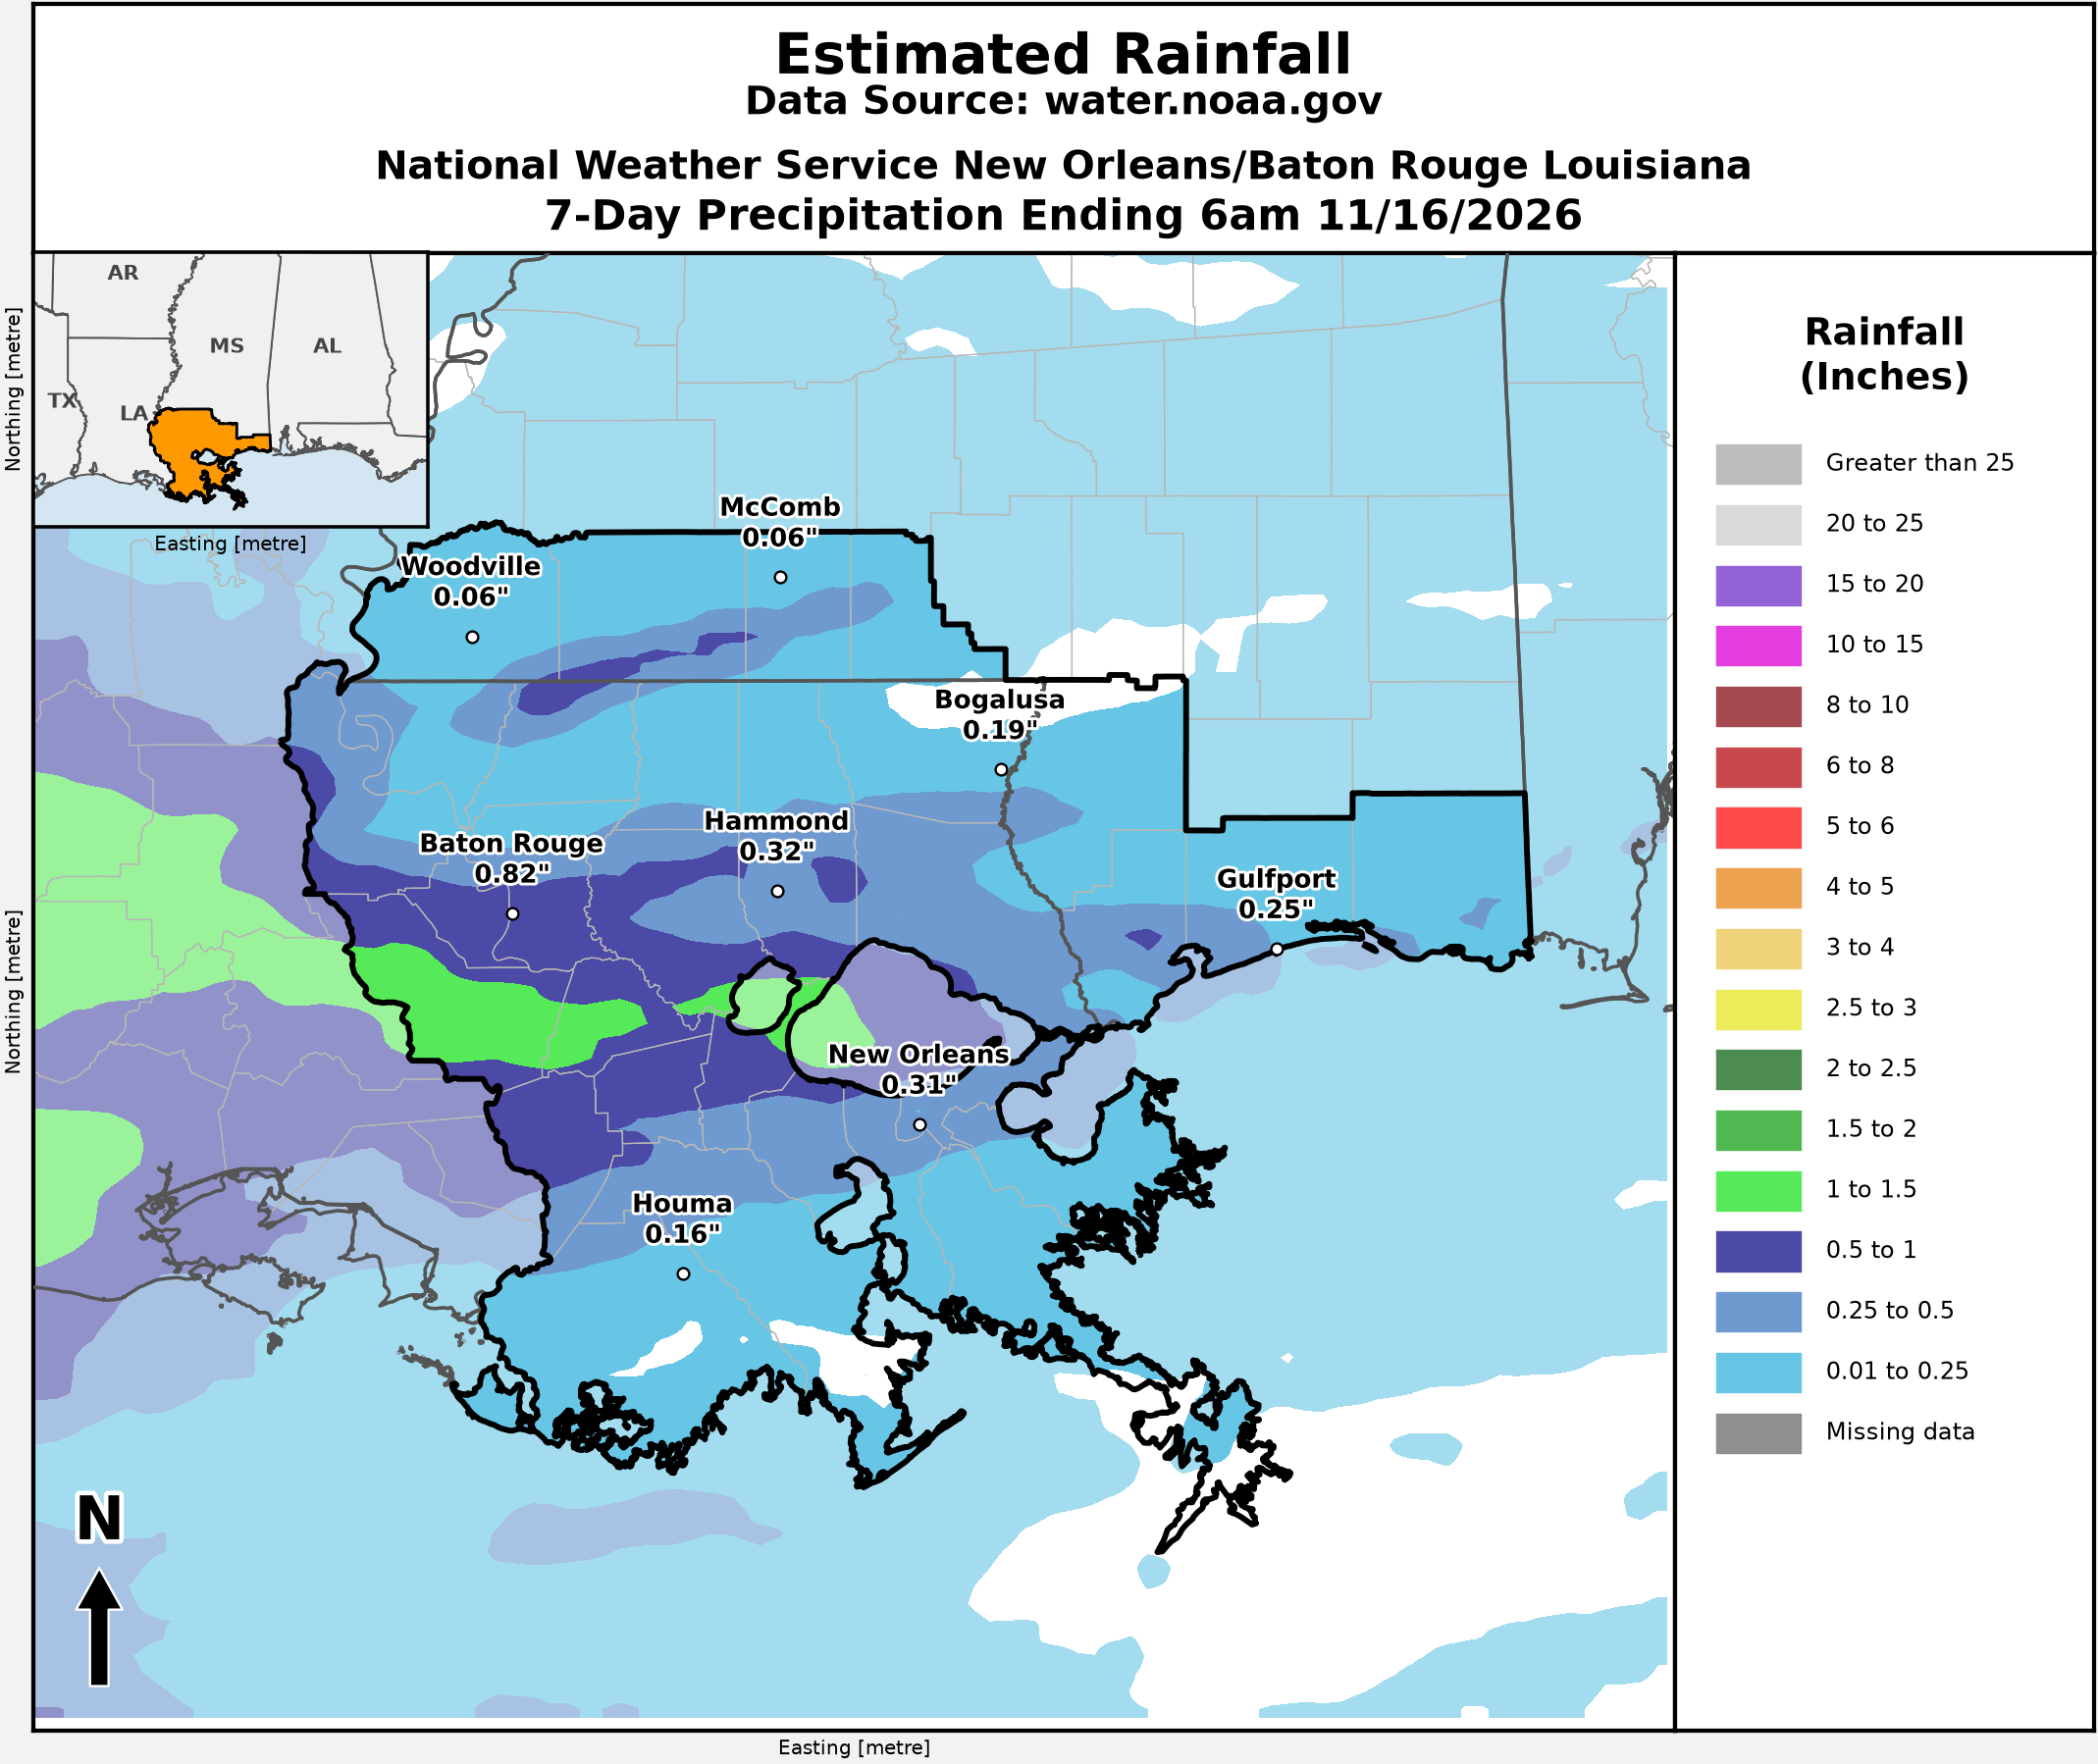 Estimated Rainfall
Data Source: water.noaa.gov
National Weather Service New Orleans/Baton Rouge Louisiana
7-Day Precipitation Ending 6am 11/16/2026
AR
MS
AL
TX
LA
Northing [metre]
Easting [metre]
McComb
0.06"
Woodville
0.06"
Bogalusa
0.19"
Hammond
0.32"
Baton Rouge
0.82"
Gulfport
0.25"
New Orleans
0.31"
Houma
0.16"
N
Northing [metre]
Easting [metre]
Rainfall
(Inches)
Greater than 25
20 to 25
15 to 20
10 to 15
8 to 10
6 to 8
5 to 6
4 to 5
3 to 4
2.5 to 3
2 to 2.5
1.5 to 2
1 to 1.5
0.5 to 1
0.25 to 0.5
0.01 to 0.25
Missing data